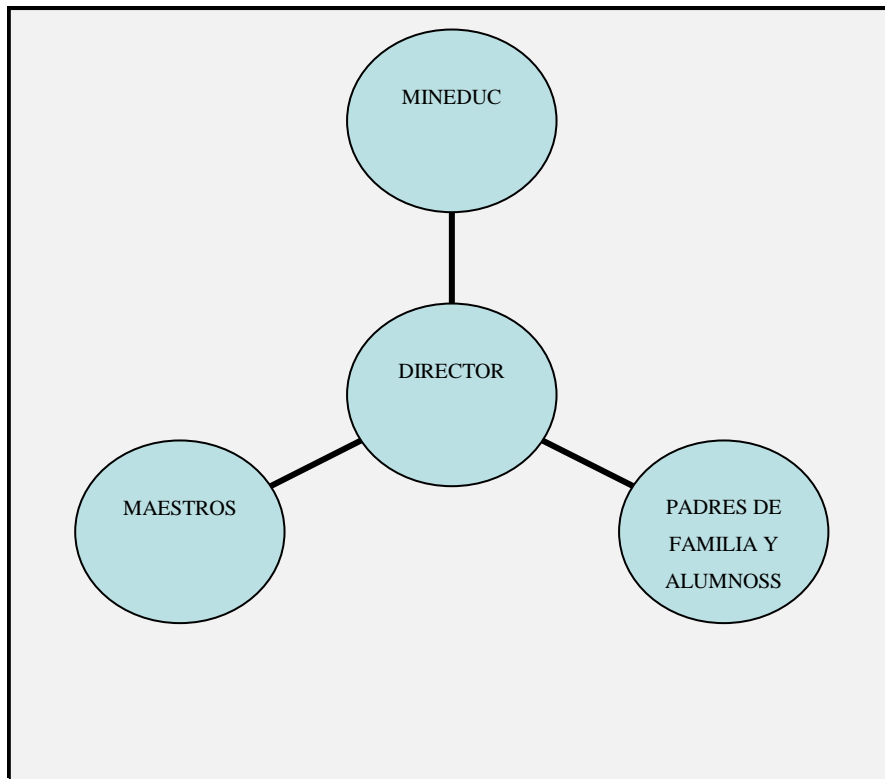 MINEDUC
DIRECTOR
MAESTROS
PADRES DE
FAMILIA Y
ALUMNOSS